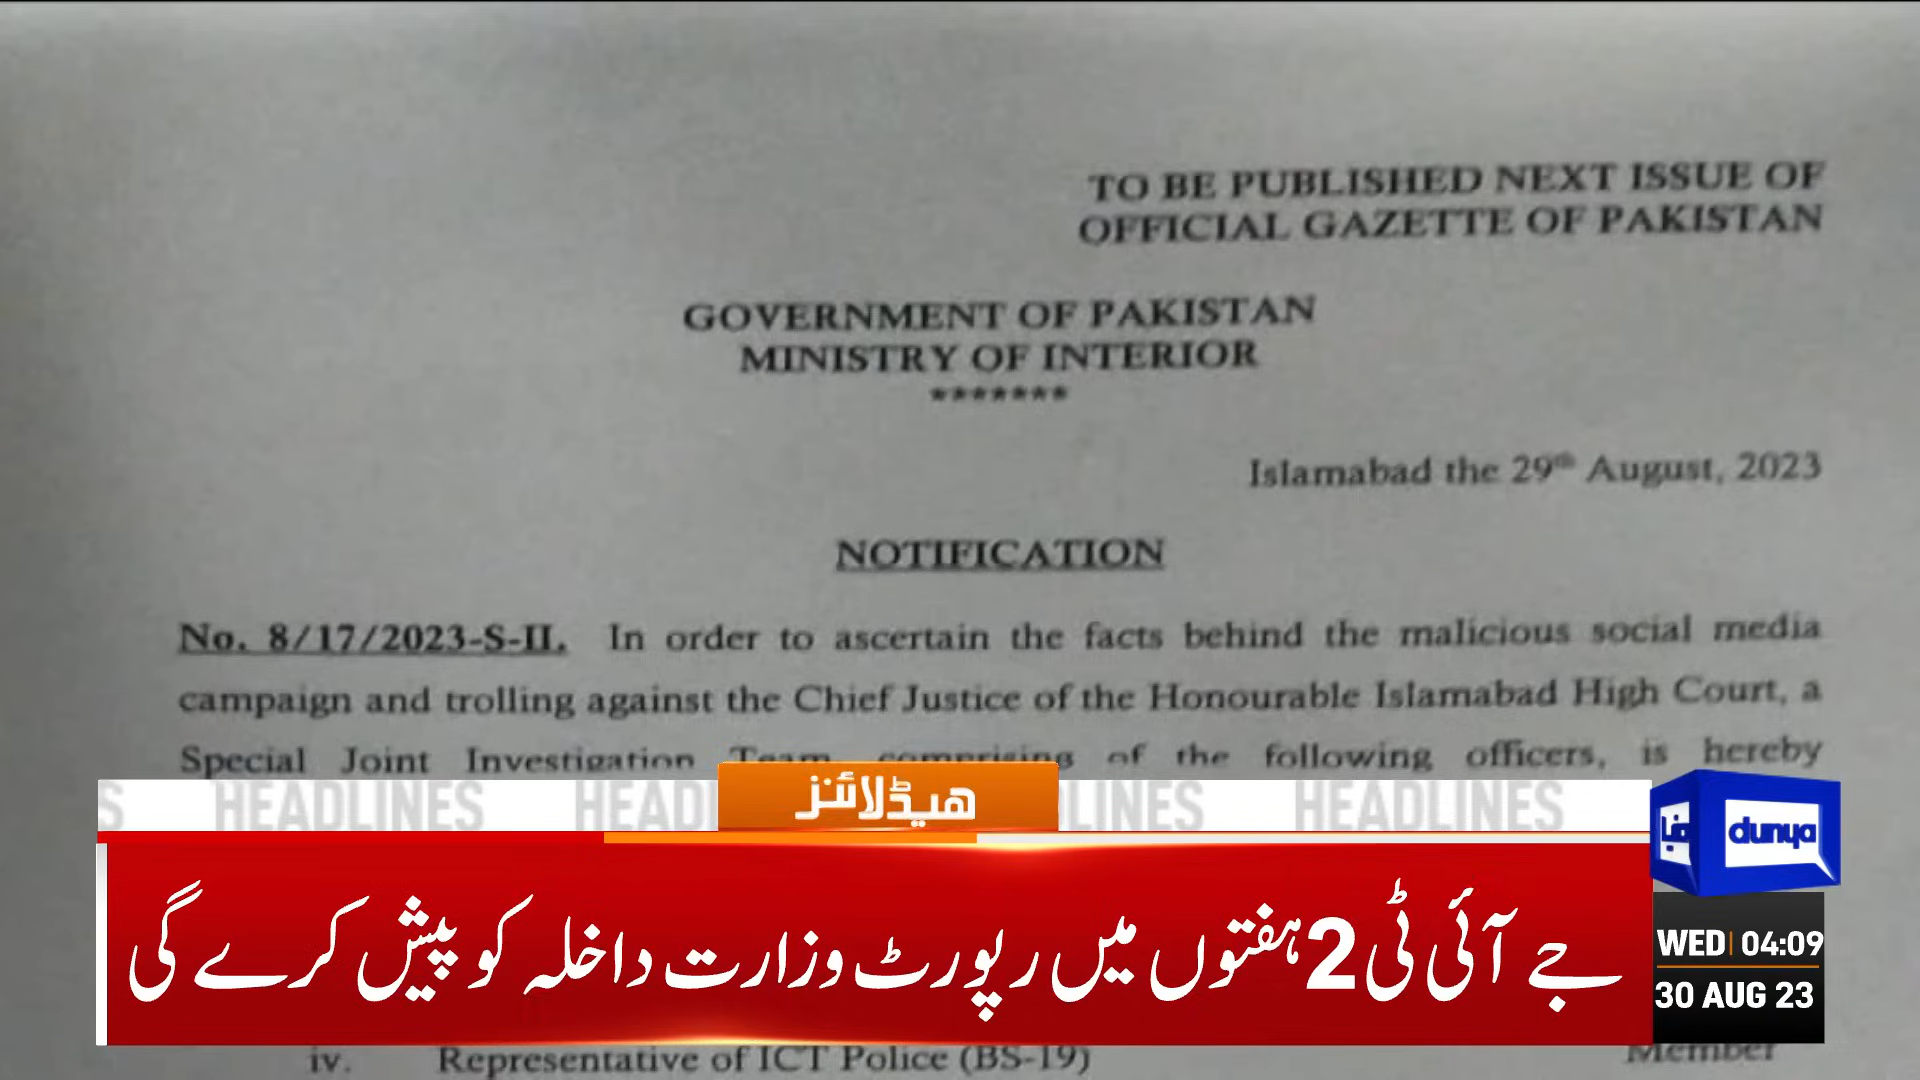 TO BE PUBLISHED NEXT ISSUE OF
OFFICIAL GAZETTE OF PAKISTAN
GOVERNMENT OF PAKISTAN
MINISTRY OF INTERIOR
*******
Islamabad the 29th August, 2023
NOTIFICATION
No. 8/17/2023-S-II. In order to ascertain the facts behind the malicious social media
campaign and trolling against the Chief Justice of the Honourable Islamabad High Court, a
Special Joint Investigation Team, comprising of the following officers, is hereby
HEADLINES
ہیڈلائنز
HEADLINES
دنیا
dunya
جے آئی ٹی 2 ہفتوں میں رپورٹ وزارت داخلہ کو پیش کرے گی
WED 04:09
30 AUG 23
iv. Representative of ICT Police (BS-19) Member